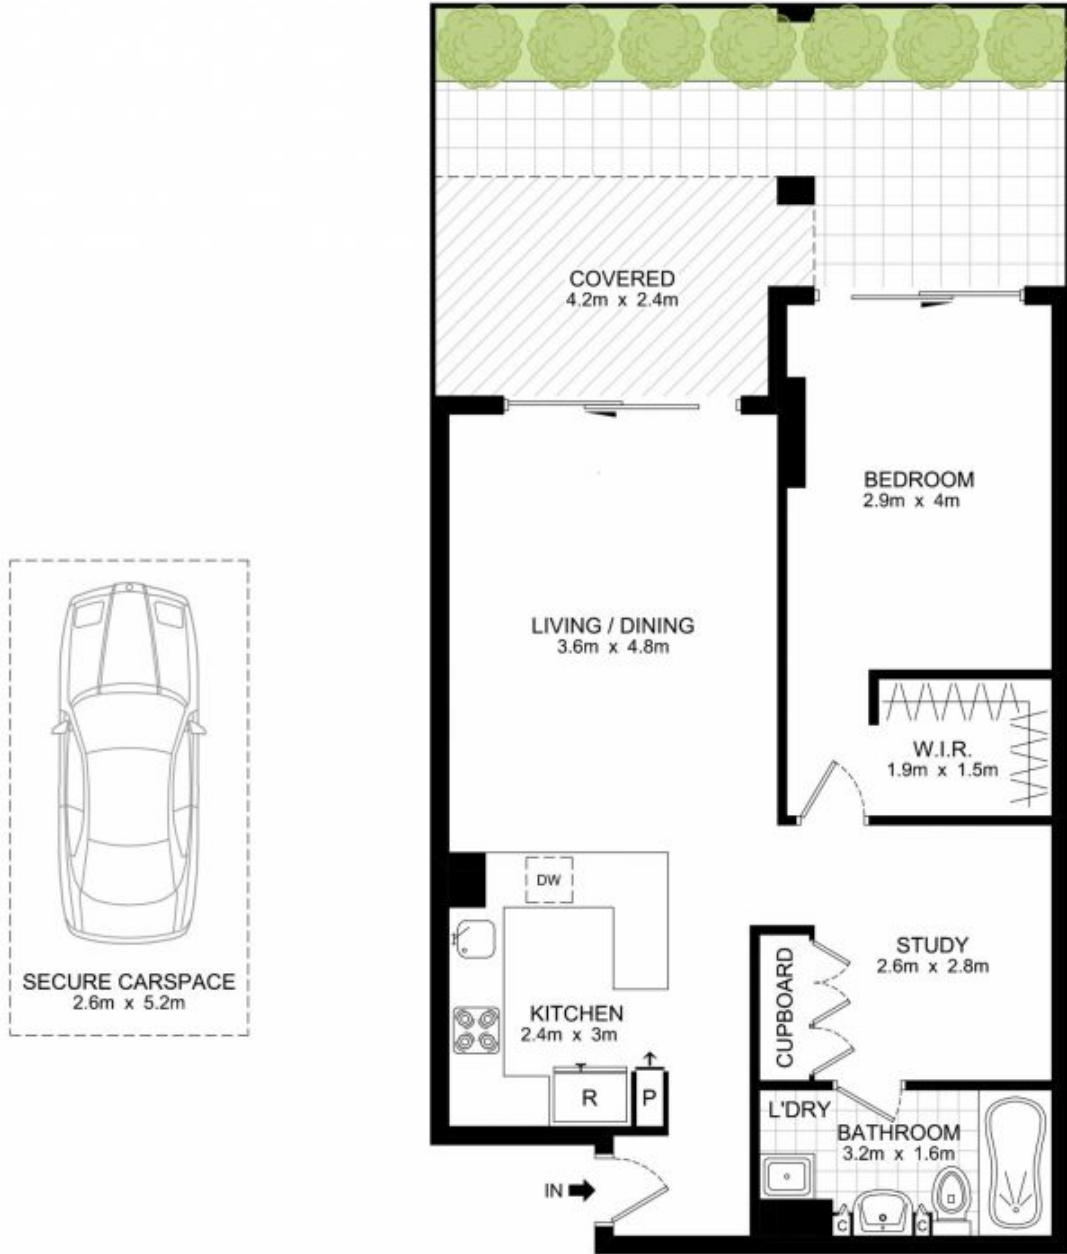 COVERED
4.2m x 2.4m
BEDROOM
2.9m x 4m
LIVING / DINING
3.6m x 4.8m
W.I.R.
1.9m x 1.5m
DW
STUDY
2.6m x 2.8m
CUPBOARD
SECURE CARSPACE
2.6m x 5.2m
KITCHEN
2.4m x 3m
R
P
L'DRY
BATHROOM
3.2m x 1.6m
IN
C
C